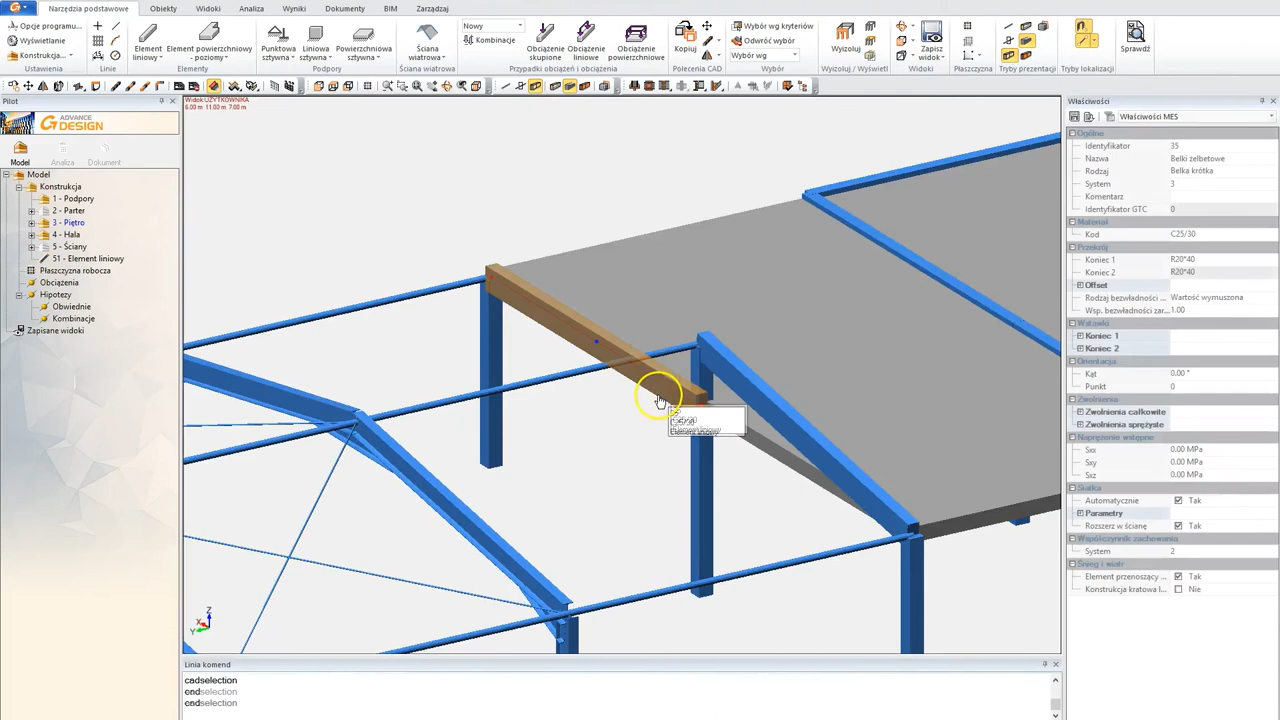 Narzędzia podstawowe
Obiekty
Widoki
Analiza
Wyniki
Dokumenty
BIM
Zarządzaj
Opcje programu...
Wyświetlanie
Konstrukcja
Ustawienia
Linie
Element liniowy
Element powierzchniowy - poziomy
Elementy
Punktowa sztywna
Liniowa sztywna
Powierzchniowa sztywna
Podpory
Ściana wiatrowa
Ściana wiatrowa
Nowy
Kombinacje
Obciążenie skupione
Obciążenie liniowe
Obciążenie powierzchniowe
Przypadki obciążeń i obciążenia
Kopiuj
Polecenia CAD
Wybór wg kryteriów
Odwróć wybór
Wybór wg
Wybór
Wyizoluj
Wyizoluj / Wyświetl
Zapisz widok
Widoki
Płaszczyzna
Tryby prezentacji
Tryby lokalizacji
Sprawdź
Pilot
ADVANCE
DESIGN
Model
Analiza
Dokument
Model
Konstrukcja
1 - Podpory
2 - Parter
3 - Piętro
4 - Hala
5 - Ściany
51 - Element liniowy
Płaszczyzna robocza
Obciążenia
Hipotezy
Obwiednie
Kombinacje
Zapisane widoki
Widok UŻYTKOWNIKA
6.00 m 11.00 m 7.00 m
Z
X
Y
Linia komend
cadselection
end
cadselection
Właściwości
Właściwości MES
Ogólne
Identyfikator 35
Nazwa Belki żelbetowe
Rodzaj Belka krótka
System 3
Komentarz
Identyfikator GTC 0
Materiał
Kod C25/30
Przekrój
Koniec 1 R20*40
Koniec 2 R20*40
Offset
Rodzaj bezwładności ... Wartość wymuszona
Wsp. bezwładności zar... 1.00
Wstawki
Koniec 1
Koniec 2
Orientacja
Kąt 0.00 °
Punkt 0
Zwolnienia
Zwolnienia całkowite
Zwolnienia sprężyste
Naprężenie wstępne
Sxx 0.00 MPa
Sxy 0.00 MPa
Sxz 0.00 MPa
Siatka
Automatycznie Tak
Parametry
Rozszerz w ścianę Tak
Współczynnik zachowania
System 2
Śnieg i wiatr
Element przenoszący ... Tak
Konstrukcja kratowa l... Nie